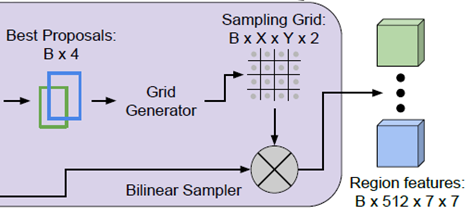 Best Proposals:
B x 4
Grid
Generator
Sampling Grid:
B x X x Y x 2
Bilinear Sampler
Region features:
B x 512 x 7 x 7